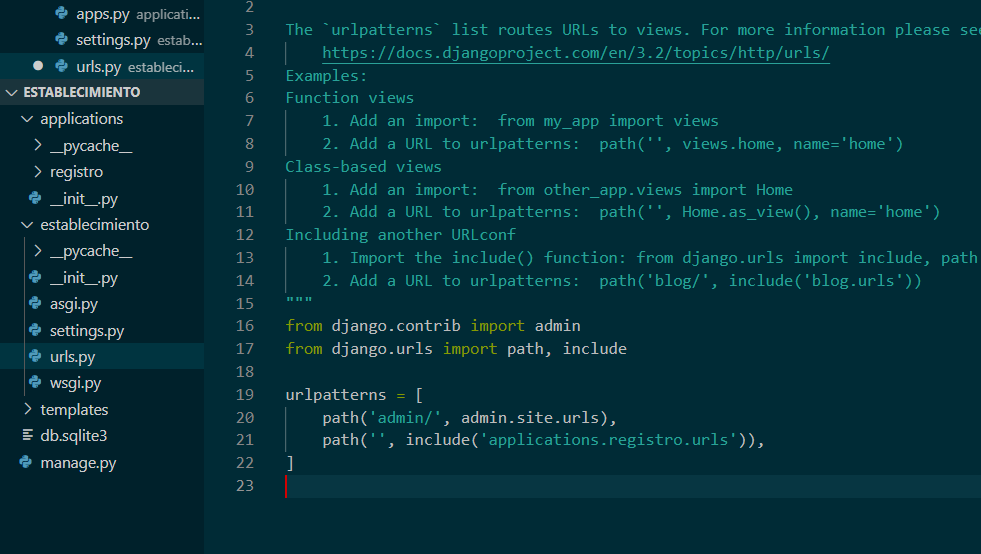 apps.py applicati...
settings.py estab...
urls.py estableci...
ESTABLECIMIENTO
applications
__pycache__
registro
__init__.py
establecimiento
__pycache__
__init__.py
asgi.py
settings.py
urls.py
wsgi.py
templates
db.sqlite3
manage.py
2
3 The `urlpatterns` list routes URLs to views. For more information please see
4 https://docs.djangoproject.com/en/3.2/topics/http/urls/
5 Examples:
6 Function views
7 1. Add an import:  from my_app import views
8 2. Add a URL to urlpatterns:  path('', views.home, name='home')
9 Class-based views
10 1. Add an import:  from other_app.views import Home
11 2. Add a URL to urlpatterns:  path('', Home.as_view(), name='home')
12 Including another URLconf
13 1. Import the include() function: from django.urls import include, path
14 2. Add a URL to urlpatterns:  path('blog/', include('blog.urls'))
15 """
16 from django.contrib import admin
17 from django.urls import path, include
18
19 urlpatterns = [
20 path('admin/', admin.site.urls),
21 path('', include('applications.registro.urls')),
22 ]
23